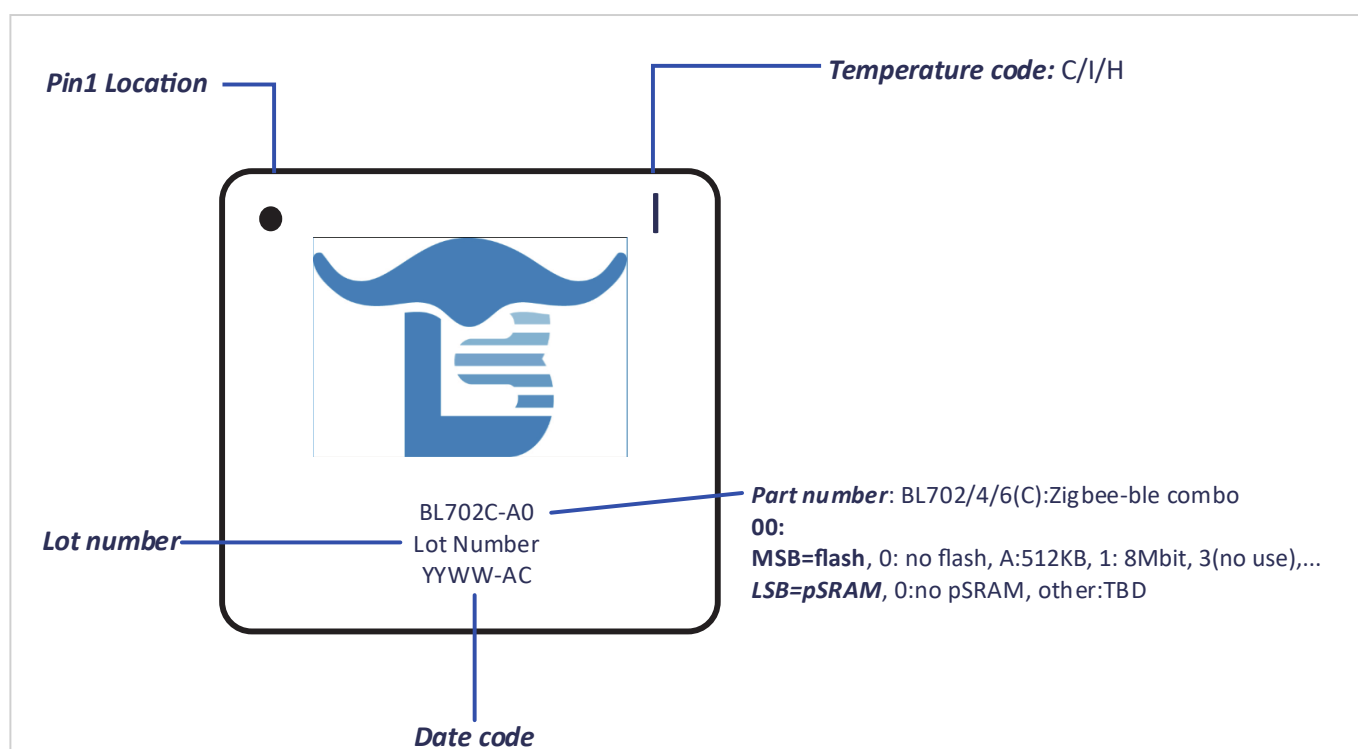 Pin1 Location
Temperature code: C/I/H
I
BL702C-A0
Lot Number
YYWW-AC
Part number: BL702/4/6(C):Zigbee-ble combo
00:
MSB=flash, 0: no flash, A:512KB, 1: 8Mbit, 3(no use),...
LSB=pSRAM, 0:no pSRAM, other:TBD
Lot number
Date code